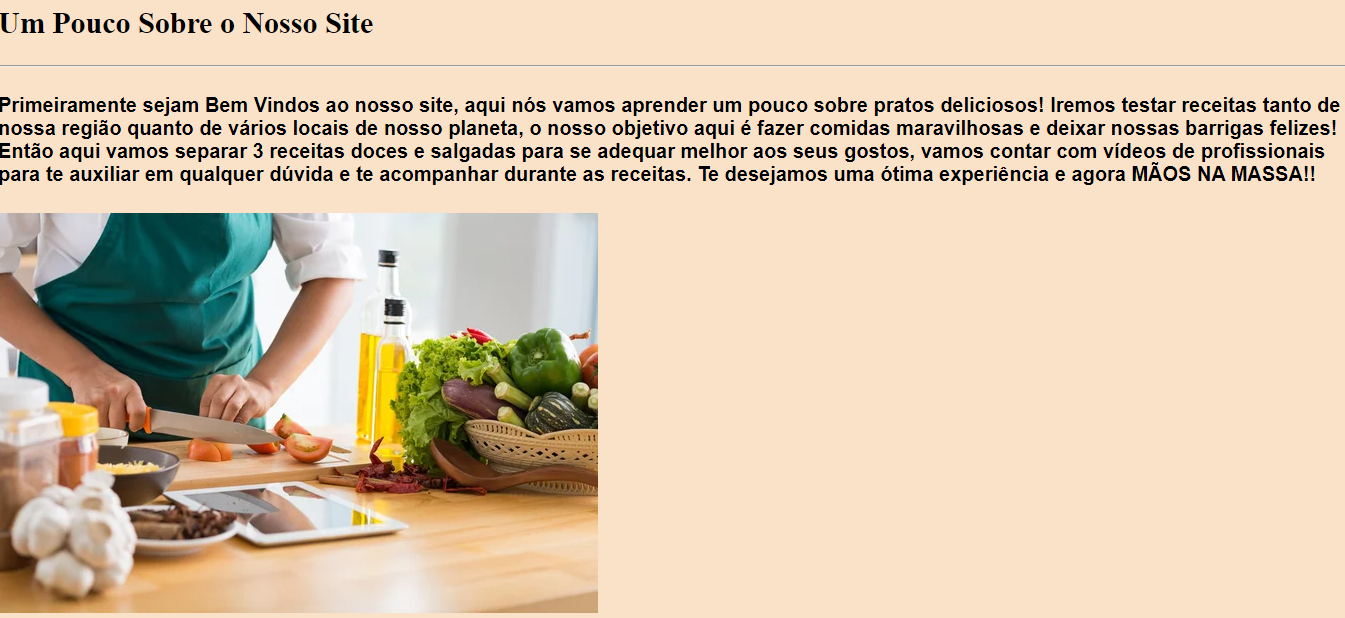 Um Pouco Sobre o Nosso Site
Primeiramente sejam Bem Vindos ao nosso site, aqui nós vamos aprender um pouco sobre pratos deliciosos! Iremos testar receitas tanto de
nossa região quanto de vários locais de nosso planeta, o nosso objetivo aqui é fazer comidas maravilhosas e deixar nossas barrigas felizes!
Então aqui vamos separar 3 receitas doces e salgadas para se adequar melhor aos seus gostos, vamos contar com vídeos de profissionais
para te auxiliar em qualquer dúvida e te acompanhar durante as receitas. Te desejamos uma ótima experiência e agora MÃOS NA MASSA!!